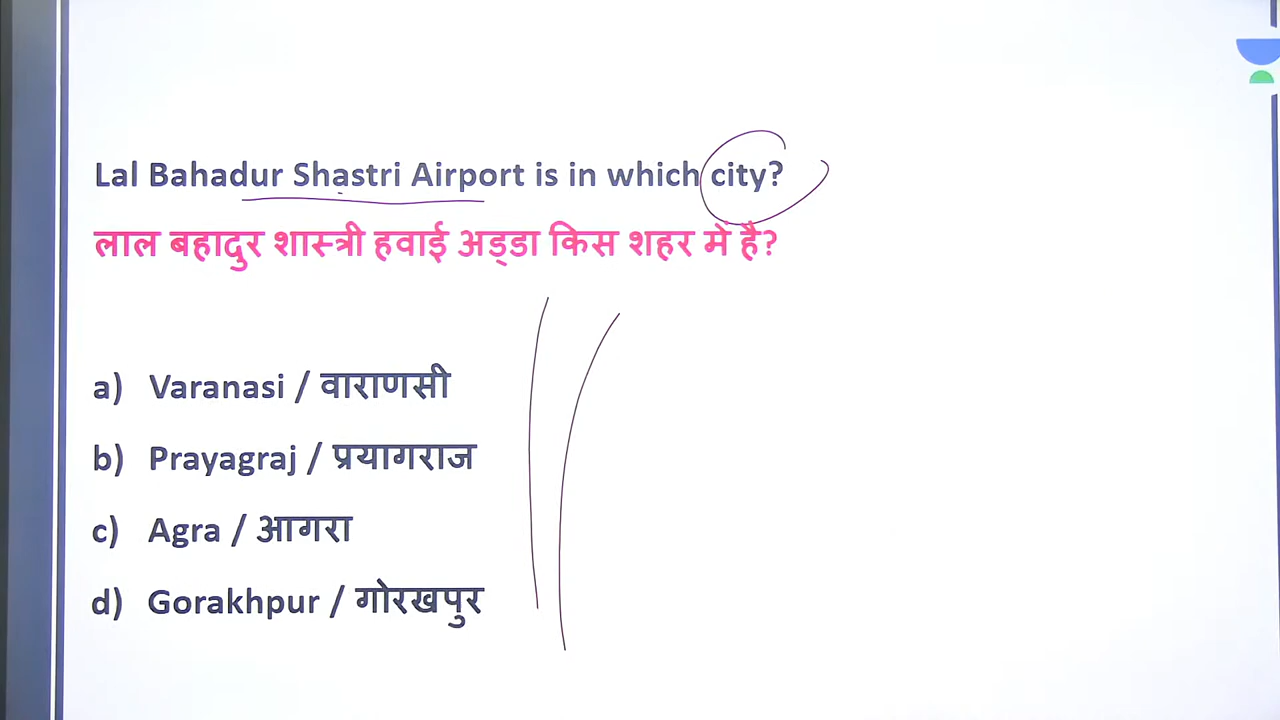 Lal Bahadur Shastri Airport is in which city?
लाल बहादुर शास्त्री हवाई अड्डा किस शहर में है?
a) Varanasi / वाराणसी
b) Prayagraj / प्रयागराज
c) Agra / आगरा
d) Gorakhpur / गोरखपुर